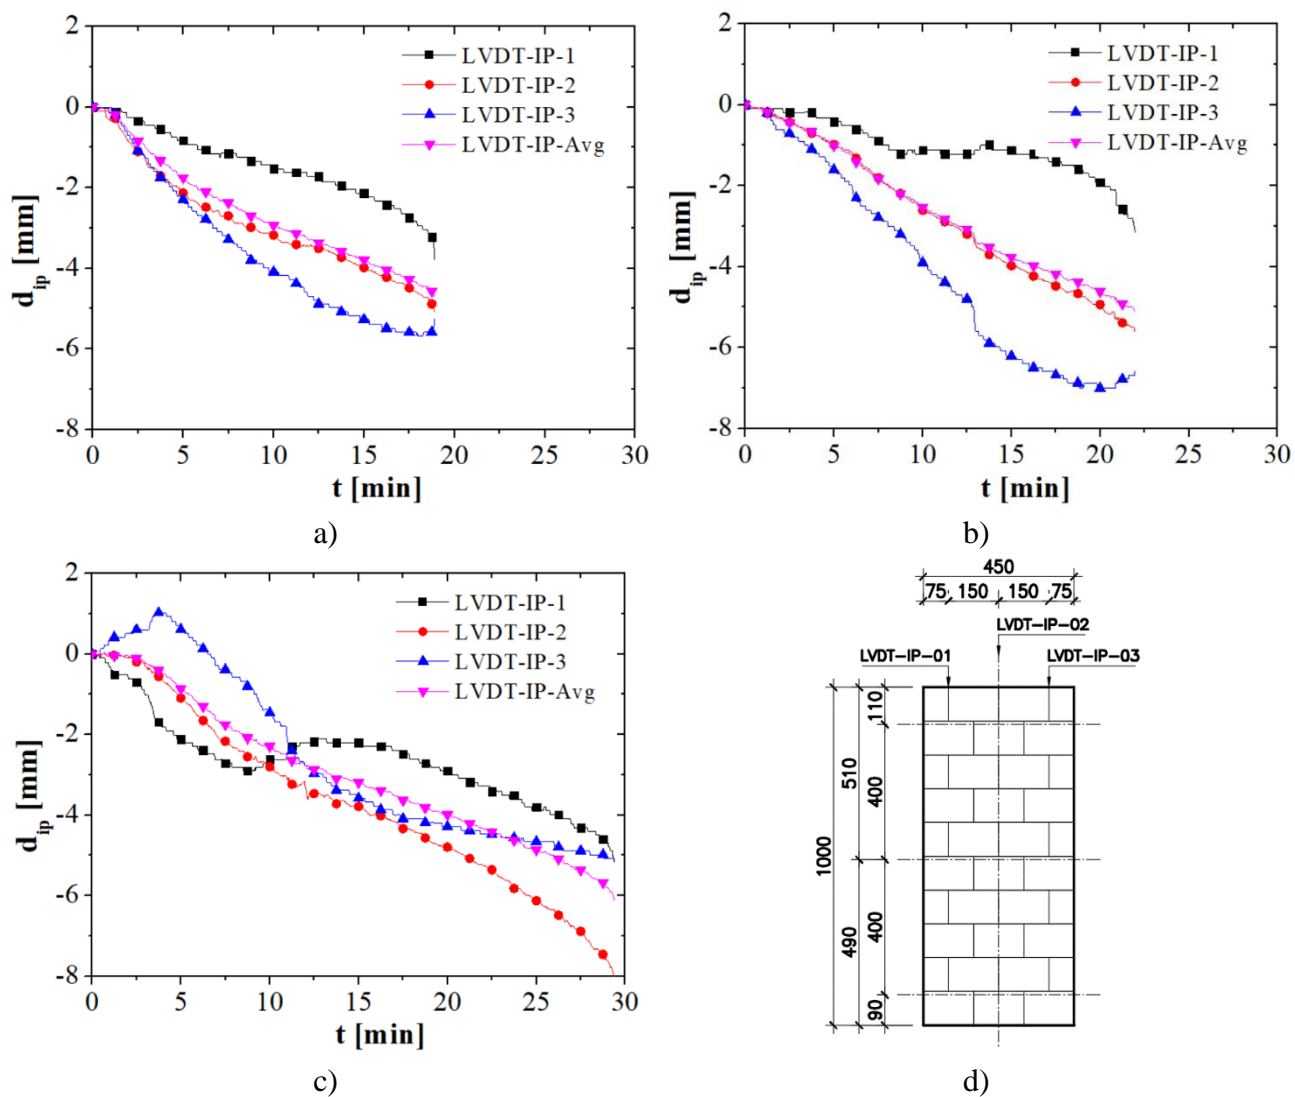 2
0
-2
-4
-6
-8
d_ip [mm]
0 5 10 15 20 25 30
t [min]
LVDT-IP-1
LVDT-IP-2
LVDT-IP-3
LVDT-IP-Avg
a)
2
0
-2
-4
-6
-8
d_ip [mm]
0 5 10 15 20 25 30
t [min]
LVDT-IP-1
LVDT-IP-2
LVDT-IP-3
LVDT-IP-Avg
b)
2
0
-2
-4
-6
-8
d_ip [mm]
0 5 10 15 20 25 30
t [min]
LVDT-IP-1
LVDT-IP-2
LVDT-IP-3
LVDT-IP-Avg
c)
450
75 150 150 75
LVDT-IP-02
LVDT-IP-01 LVDT-IP-03
110
510
400
1000
490
400
90
d)